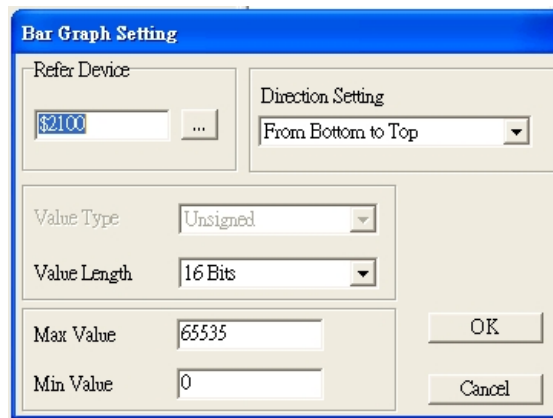 Bar Graph Setting
Refer Device
$2100
...
Direction Setting
From Bottom to Top
Value Type
Unsigned
Value Length
16 Bits
Max Value
65535
Min Value
0
OK
Cancel